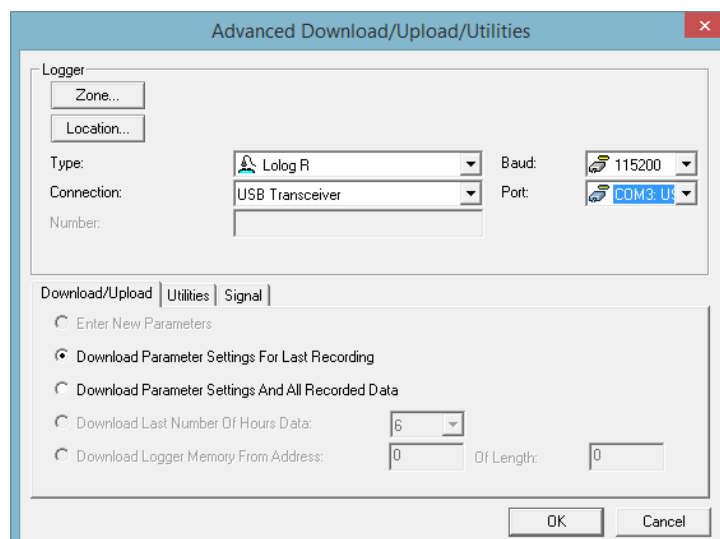 Advanced Download/Upload/Utilities
Logger
Zone...
Location...
Type: Lolog R Baud: 115200
Connection: USB Transceiver Port: COM3: US
Number:
Download/Upload Utilities Signal
Enter New Parameters
Download Parameter Settings For Last Recording
Download Parameter Settings And All Recorded Data
Download Last Number Of Hours Data: 6
Download Logger Memory From Address: 0 Of Length: 0
OK Cancel